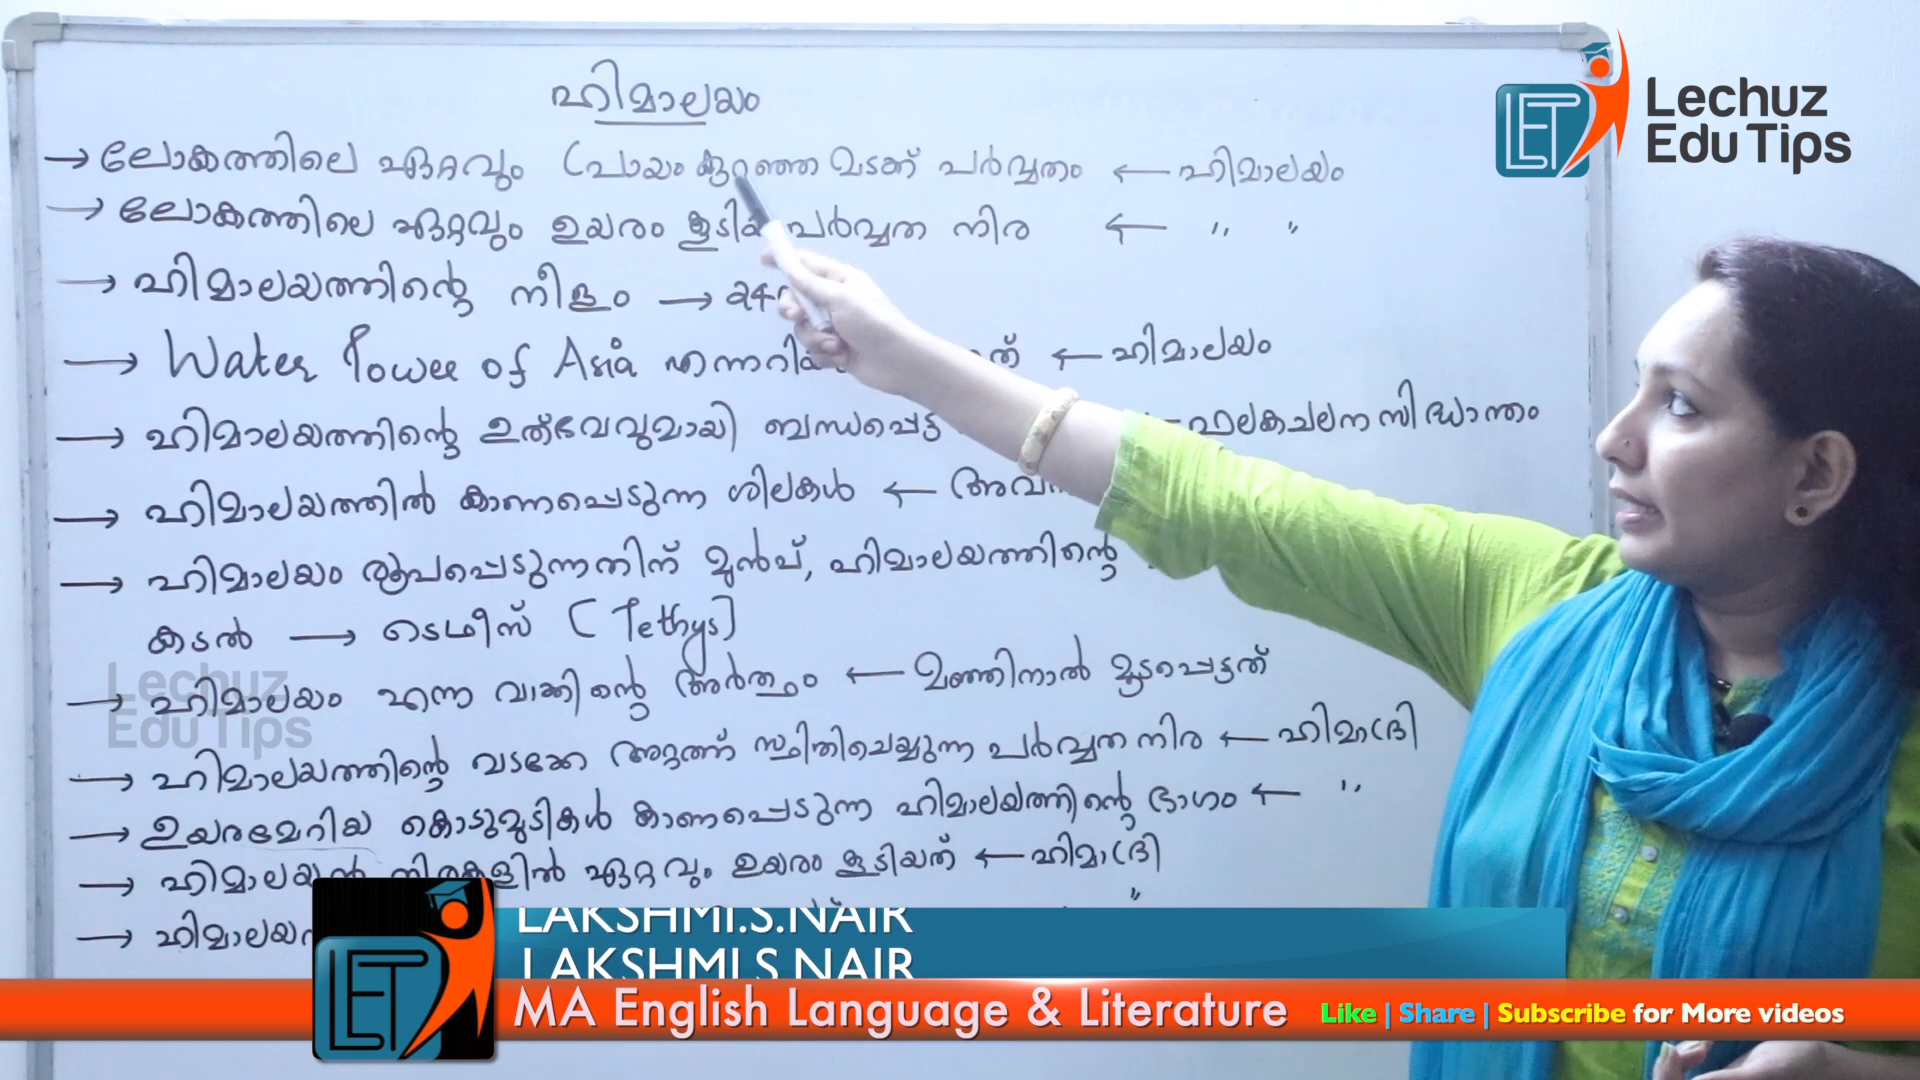 ഹിമാലയം
→ ലോകത്തിലെ ഏറ്റവും പ്രായം കുറഞ്ഞ മടക്ക് പർവ്വതം ← ഹിമാലയം
→ ലോകത്തിലെ ഏറ്റവും ഉയരം കൂടിയ പർവ്വത നിര ← " "
→ ഹിമാലയത്തിന്റെ നീളം → 24
→ Water Tower of Asia ← ഹിമാലയം
→ ഹിമാലയത്തിന്റെ ഉത്ഭവവുമായി ബന്ധപ്പെട്ട ← ഫലകചലന സിദ്ധാന്തം
→ ഹിമാലയത്തിൽ കാണപ്പെടുന്ന ശിലകൾ ←
→ ഹിമാലയം രൂപപ്പെടുന്നതിന് മുൻപ്, ഹിമാലയത്തിന്റെ
കടൽ → ടെഥിസ് (Tethys)
→ ഹിമാലയം എന്ന വാക്കിന്റെ അർത്ഥം ← മഞ്ഞിനാൽ മൂടപ്പെട്ടത്
→ ഹിമാലയത്തിന്റെ വടക്കേ അറ്റത്ത് സ്ഥിതിചെയ്യുന്ന പർവ്വത നിര ← ഹിമാദ്രി
→ ഉയരമേറിയ കൊടുമുടികൾ കാണപ്പെടുന്ന ഹിമാലയത്തിന്റെ ഭാഗം ← "
→ ഹിമാലയൻ നിരകളിൽ ഏറ്റവും ഉയരം കൂടിയത് ← ഹിമാദ്രി
→ "
Lechuz
Edu Tips
LET
Lechuz
Edu Tips
LAKSHMI.S.NAIR
LAKSHMI.S.NAIR
LET
MA English Language & Literature
Like | Share | Subscribe for More videos